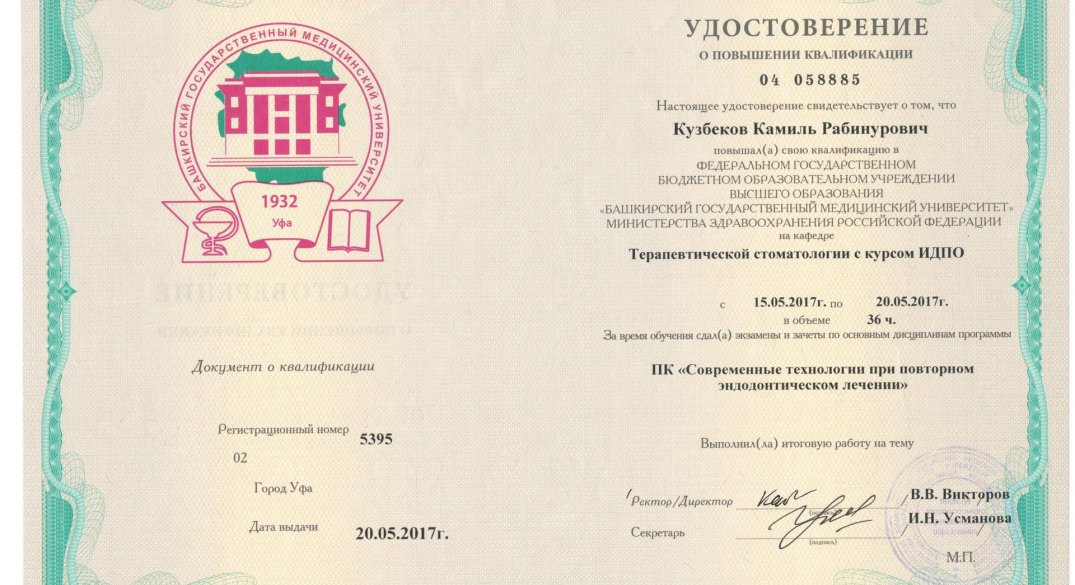 БАШКИРСКИЙ ГОСУДАРСТВЕННЫЙ МЕДИЦИНСКИЙ УНИВЕРСИТЕТ
1932
Уфа
Документ о квалификации
Регистрационный номер 5395
02
Город Уфа
Дата выдачи 20.05.2017г.
УДОСТОВЕРЕНИЕ
О ПОВЫШЕНИИ КВАЛИФИКАЦИИ
04 058885
Настоящее удостоверение свидетельствует о том, что
Кузбеков Камиль Рабинурович
повышал(а) свою квалификацию в
ФЕДЕРАЛЬНОМ ГОСУДАРСТВЕННОМ
БЮДЖЕТНОМ ОБРАЗОВАТЕЛЬНОМ УЧРЕЖДЕНИИ
ВЫСШЕГО ОБРАЗОВАНИЯ
«БАШКИРСКИЙ ГОСУДАРСТВЕННЫЙ МЕДИЦИНСКИЙ УНИВЕРСИТЕТ»
МИНИСТЕРСТВА ЗДРАВООХРАНЕНИЯ РОССИЙСКОЙ ФЕДЕРАЦИИ
на кафедре
Терапевтической стоматологии с курсом ИДПО
с 15.05.2017г. по 20.05.2017г.
в объеме 36 ч.
За время обучения сдал(а) экзамены и зачеты по основным дисциплинам программы
ПК «Современные технологии при повторном
эндодонтическом лечении»
Выполнил(ла) итоговую работу на тему
Ректор/Директор / В.В. Викторов
(подпись)
Секретарь / И.Н. Усманова
(подпись)
М.П.